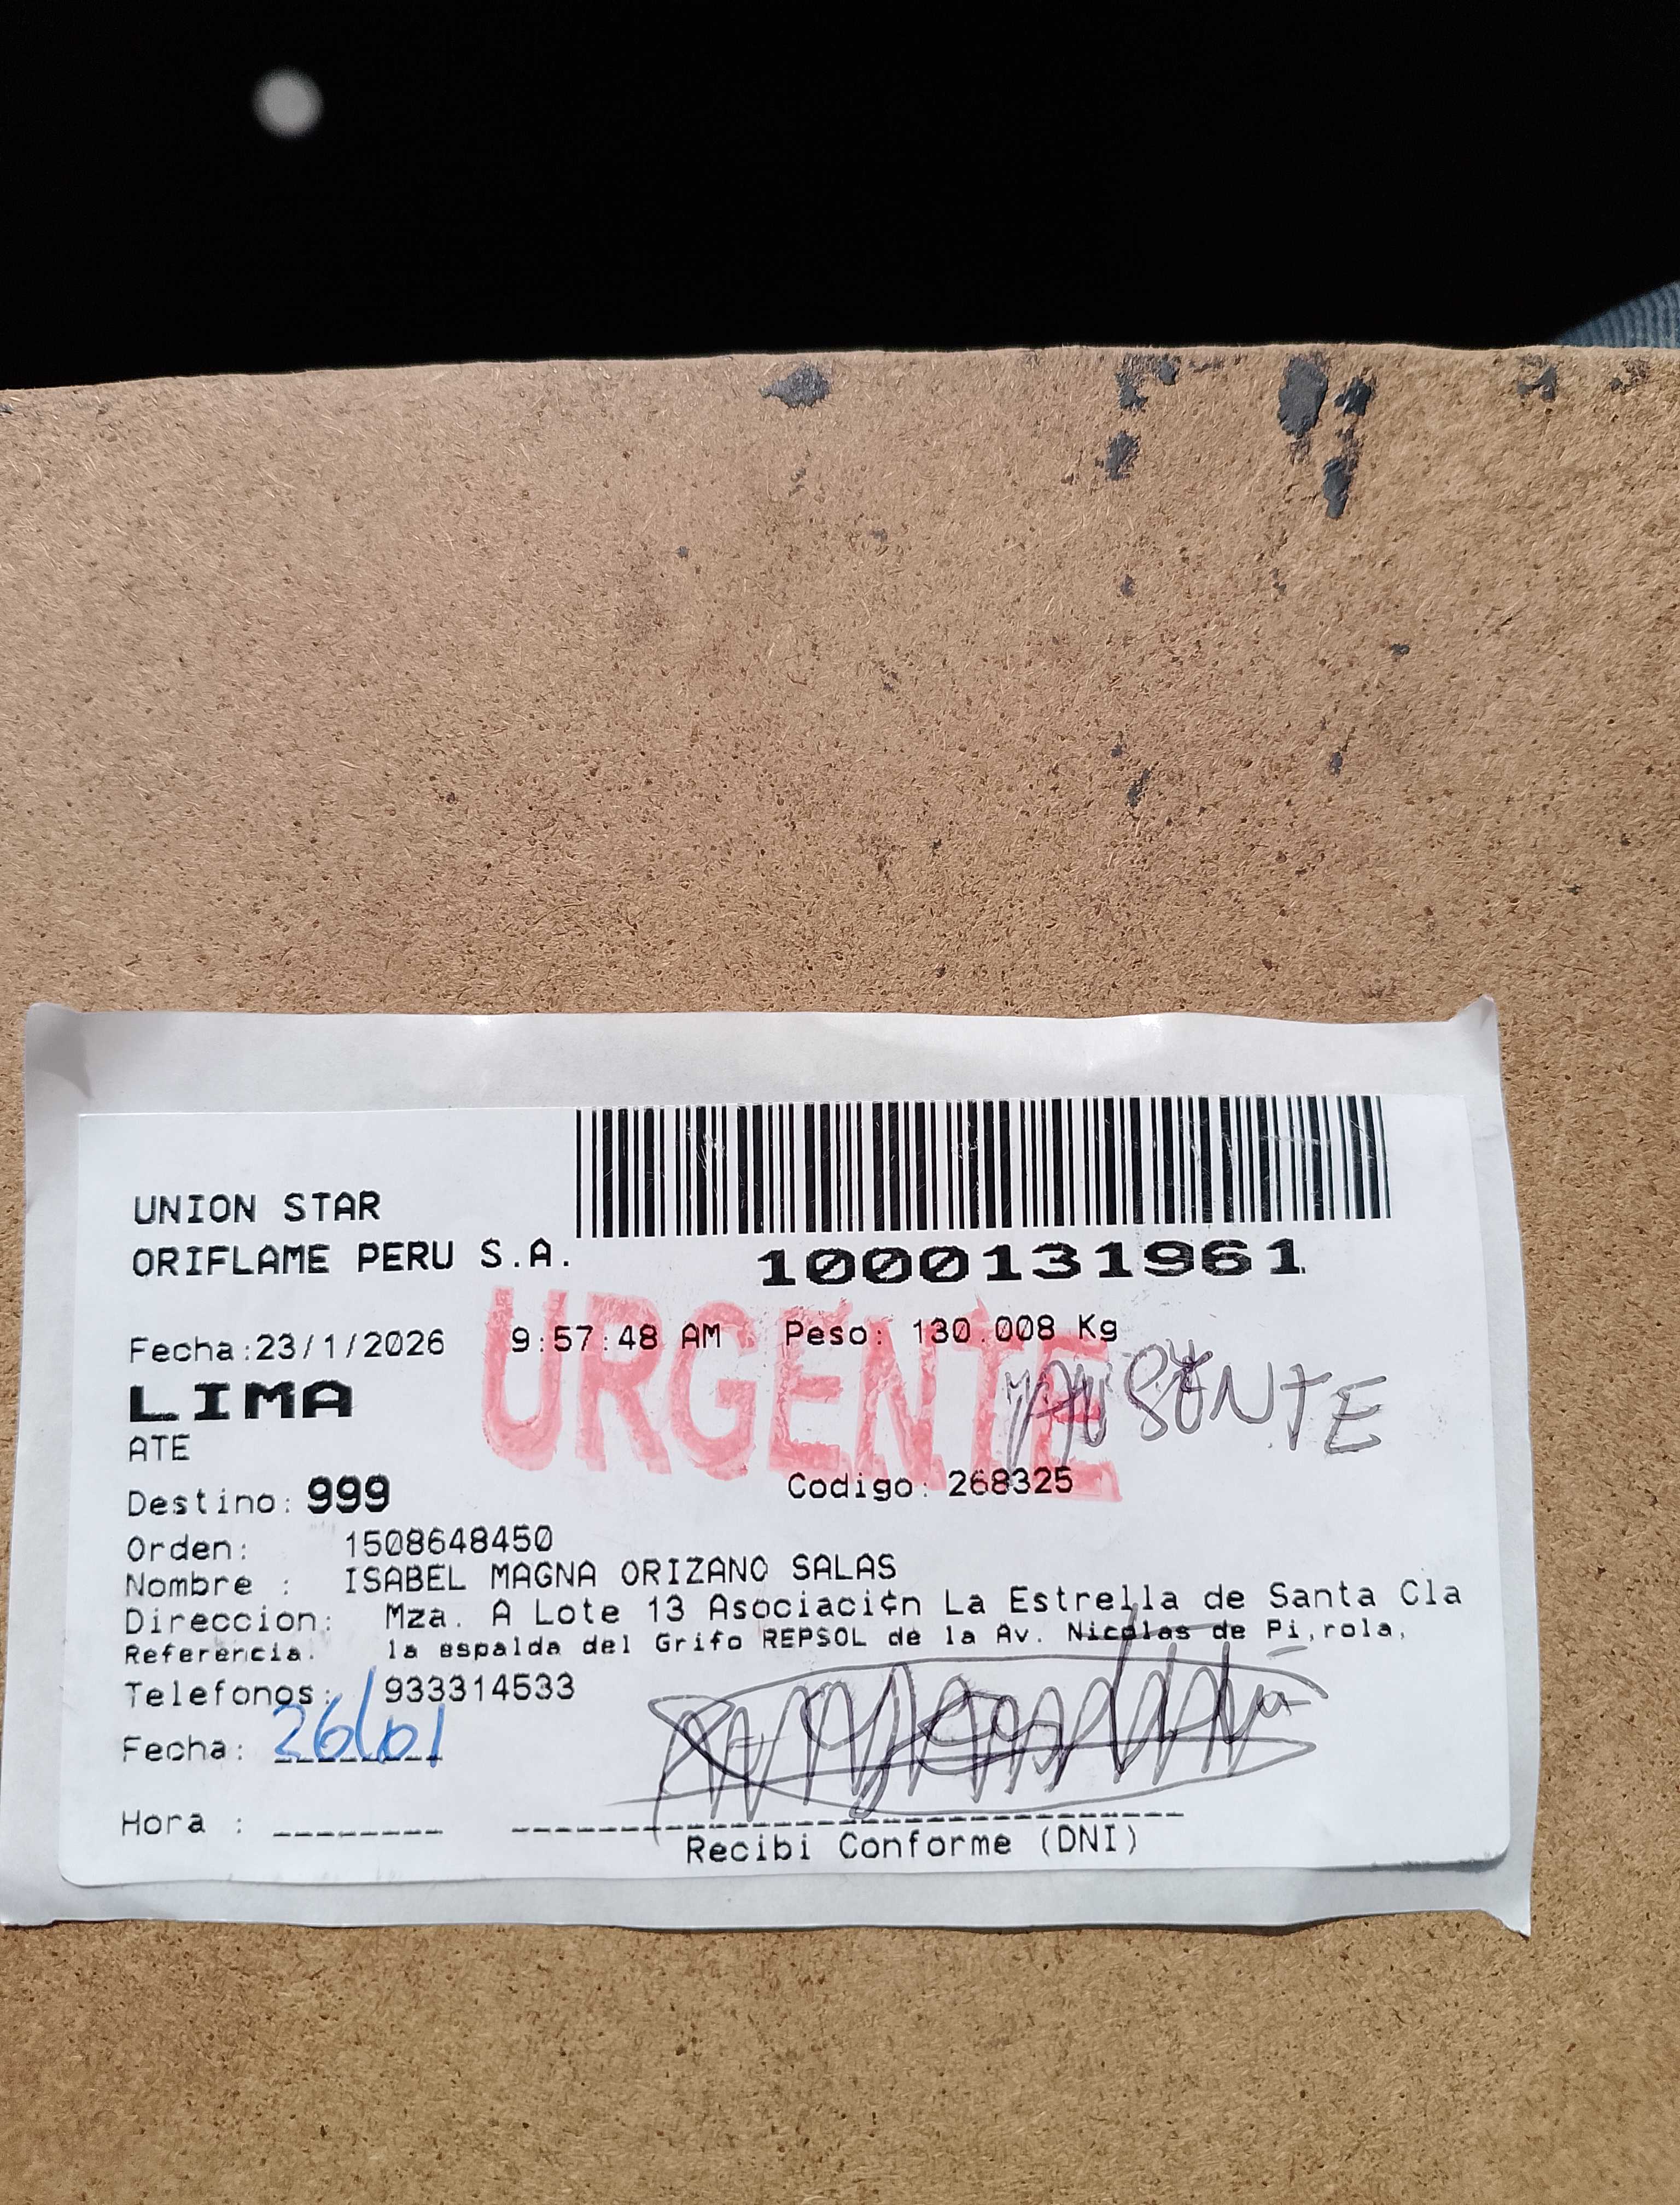 UNION STAR
ORIFLAME PERU S.A.
1000131961
URGENTE
Fecha:23/1/2026 9:57:48 AM Peso: 130.008 Kg
LIMA
AUSENTE
ATE
Destino: 999 Codigo: 268325
Orden: 1508648450
Nombre : ISABEL MAGNA ORIZANO SALAS
Direccion: Mza. A Lote 13 Asociaci¢n La Estrella de Santa Cla
Referencia. la espalda del Grifo REPSOL de la Av. Nicolas de Pi,rola,
Telefonos: 933314533
Fecha: 26/01
Hora :
Recibi Conforme (DNI)